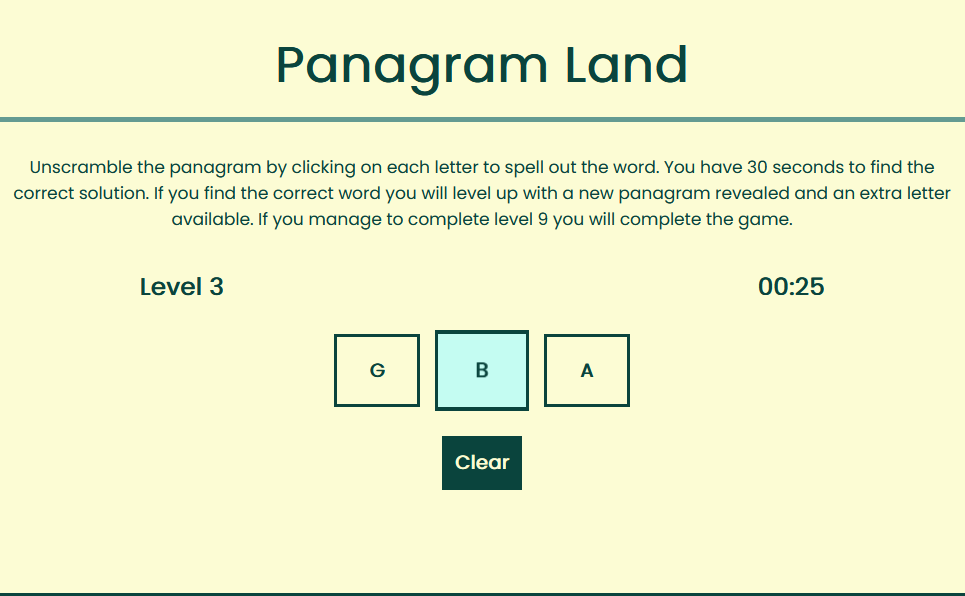 Panagram Land
Unscramble the panagram by clicking on each letter to spell out the word. You have 30 seconds to find the
correct solution. If you find the correct word you will level up with a new panagram revealed and an extra letter
available. If you manage to complete level 9 you will complete the game.
Level 3 00:25
G B A
Clear